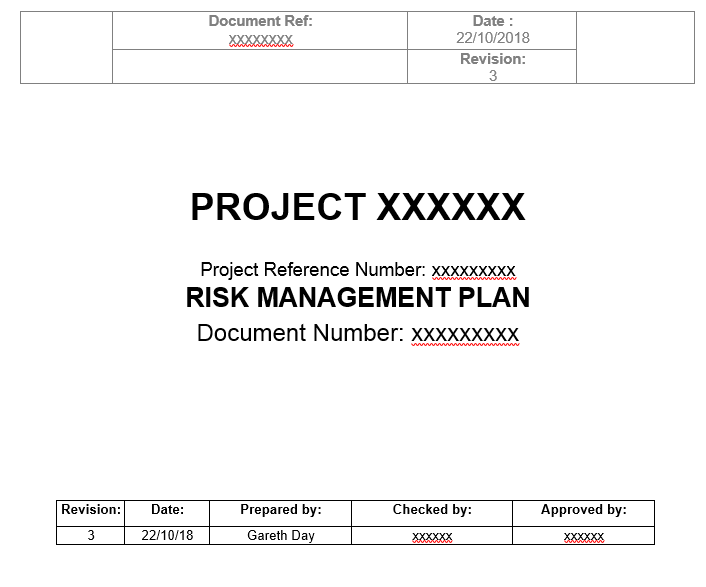 Document Ref:
xxxxxxxx
Date :
22/10/2018
Revision:
3
PROJECT XXXXXX
Project Reference Number: xxxxxxxxx
RISK MANAGEMENT PLAN
Document Number: xxxxxxxxx
Revision: Date: Prepared by: Checked by: Approved by:
3 22/10/18 Gareth Day xxxxxx xxxxxx